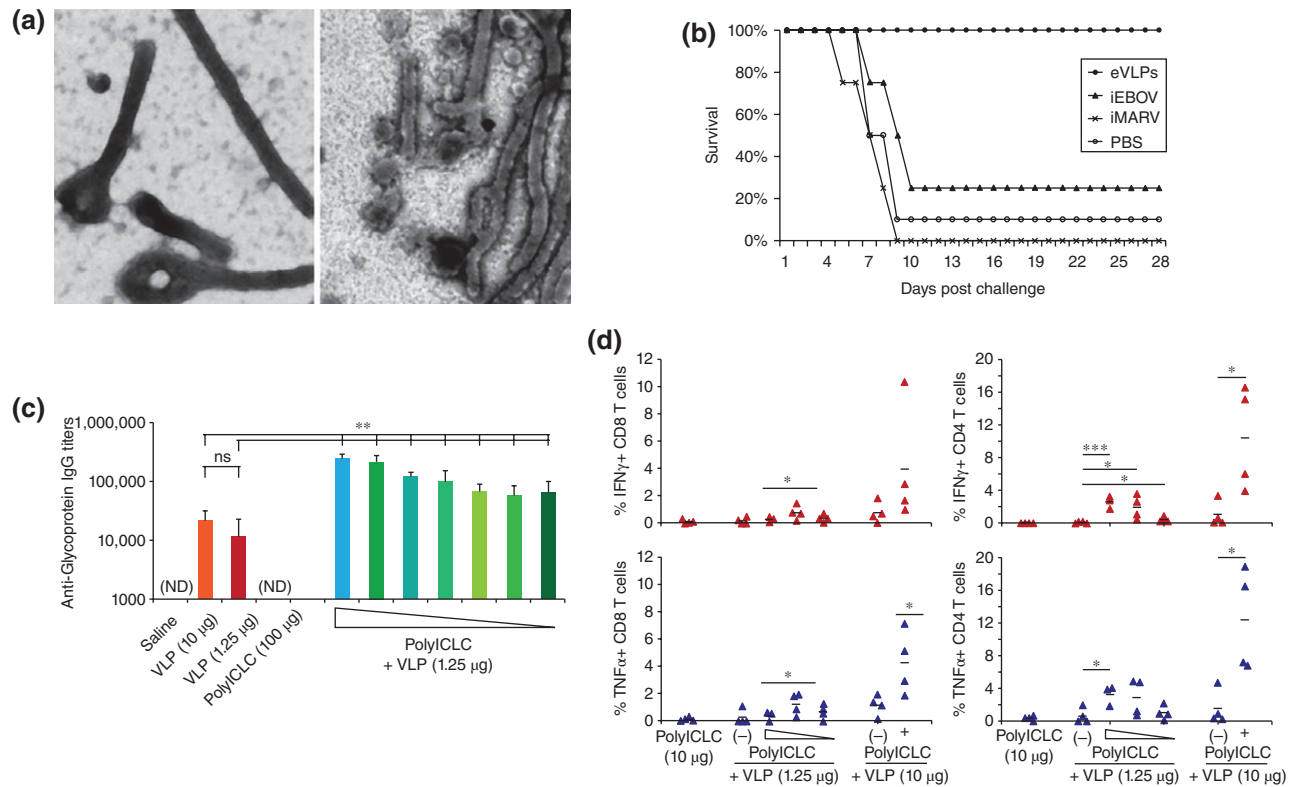 (a)
(b)
100%
80%
60%
40%
20%
0%
Survival
1 4 7 10 13 16 19 22 25 28
Days post challenge
eVLPs
iEBOV
iMARV
PBS
(c)
Anti-Glycoprotein IgG titers
1,000,000
100,000
10,000
1000
**
ns
(ND)
(ND)
Saline
VLP (10 µg)
VLP (1.25 µg)
PolyICLC (100 µg)
PolyICLC
+ VLP (1.25 µg)
(d)
% IFNγ+ CD8 T cells
12
10
8
6
4
2
0
*
% IFNγ+ CD4 T cells
20
16
12
8
4
0
***
*
*
*
% TNFα+ CD8 T cells
12
10
8
6
4
2
0
*
*
PolyICLC
(10 µg)
(–)
PolyICLC
+ VLP (1.25 µg)
(–) +
PolyICLC
+ VLP (10 µg)
% TNFα+ CD4 T cells
20
16
12
8
4
0
*
*
PolyICLC
(10 µg)
(–)
PolyICLC
+ VLP (1.25 µg)
(–) +
PolyICLC
+ VLP (10 µg)